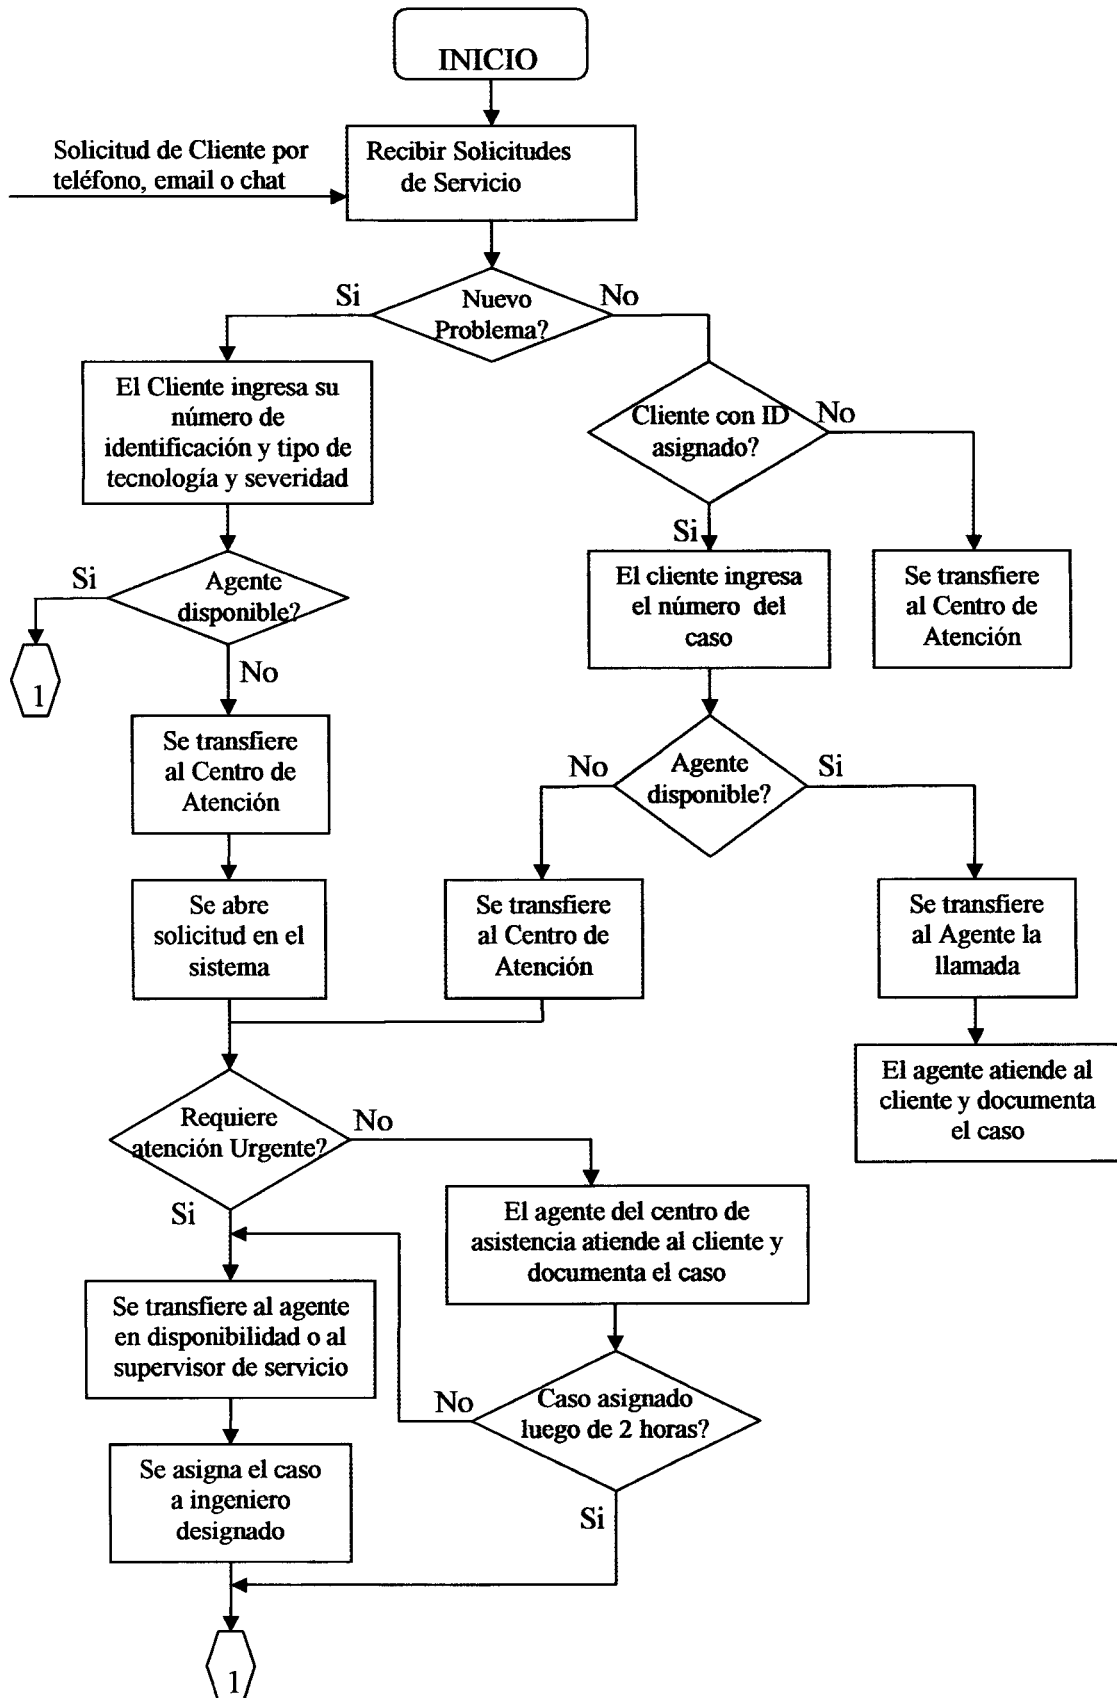 INICIO
Solicitud de Cliente por
teléfono, email o chat
Recibir Solicitudes
de Servicio
Si
Nuevo
Problema?
No
El Cliente ingresa su
número de
identificación y tipo de
tecnología y severidad
Cliente con ID
asignado?
No
Si
Si
Agente
disponible?
El cliente ingresa
el número del
caso
Se transfiere
al Centro de
Atención
1
No
Se transfiere
al Centro de
Atención
No
Agente
disponible?
Si
Se abre
solicitud en el
sistema
Se transfiere
al Centro de
Atención
Se transfiere
al Agente la
llamada
El agente atiende al
cliente y documenta
el caso
Requiere
atención Urgente?
No
Si
El agente del centro de
asistencia atiende al cliente y
documenta el caso
Se transfiere al agente
en disponibilidad o al
supervisor de servicio
No
Caso asignado
luego de 2 horas?
Se asigna el caso
a ingeniero
designado
Si
1